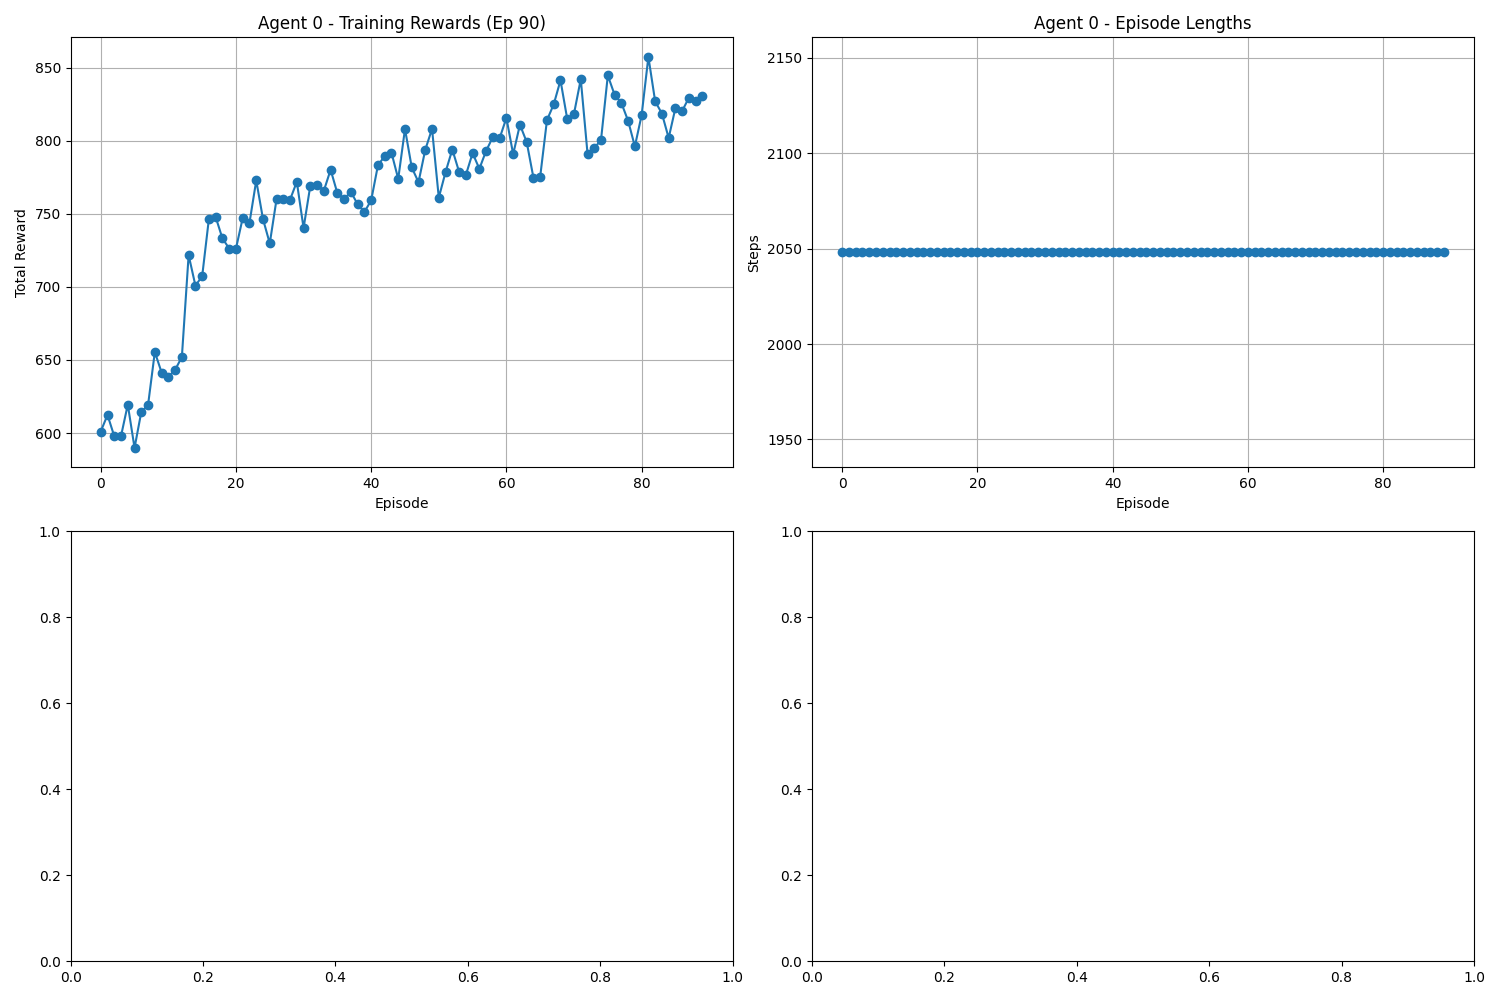 Agent 0 - Training Rewards (Ep 90)
850
800
750
700
650
600
Total Reward
0 20 40 60 80
Episode
Agent 0 - Episode Lengths
2150
2100
2050
2000
1950
Steps
0 20 40 60 80
Episode
1.0
0.8
0.6
0.4
0.2
0.0
0.0 0.2 0.4 0.6 0.8 1.0
1.0
0.8
0.6
0.4
0.2
0.0
0.0 0.2 0.4 0.6 0.8 1.0